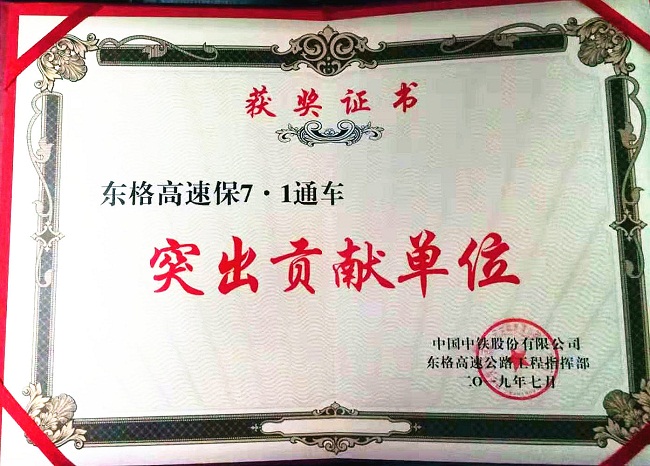 获奖证书
东格高速保7·1通车
突出贡献单位
中国中铁股份有限公司
东格高速公路工程指挥部
二〇一九年七月